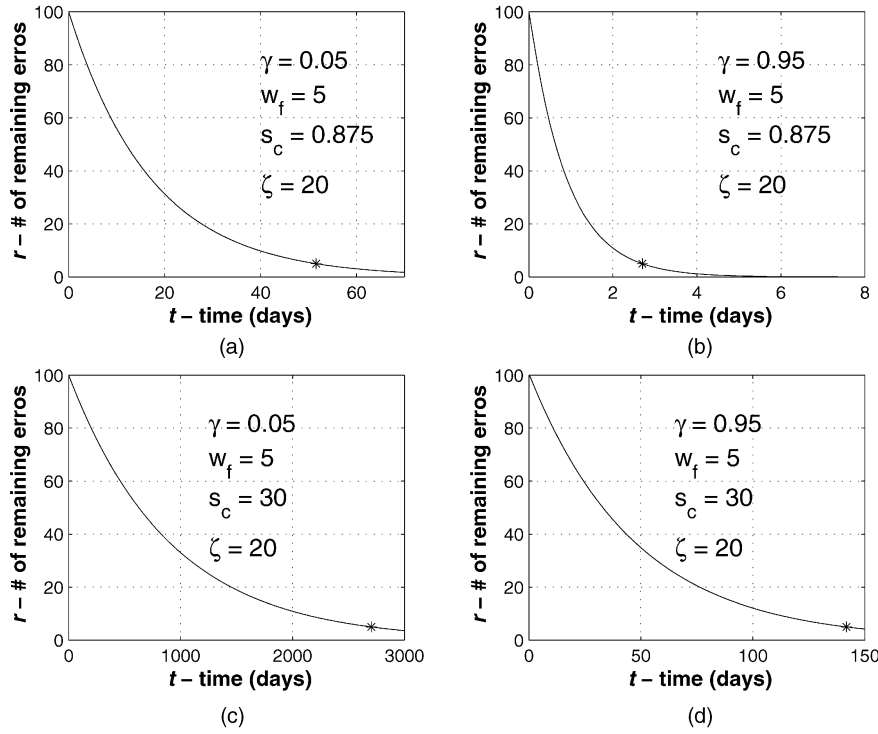 100
80
60
40
20
0
r – # of remaining erros
γ = 0.05
w_f = 5
s_c = 0.875
ζ = 20
0 20 40 60
t – time (days)
(a)
100
80
60
40
20
0
r – # of remaining erros
γ = 0.95
w_f = 5
s_c = 0.875
ζ = 20
0 2 4 6 8
t – time (days)
(b)
100
80
60
40
20
0
r – # of remaining erros
γ = 0.05
w_f = 5
s_c = 30
ζ = 20
0 1000 2000 3000
t – time (days)
(c)
100
80
60
40
20
0
r – # of remaining erros
γ = 0.95
w_f = 5
s_c = 30
ζ = 20
0 50 100 150
t – time (days)
(d)